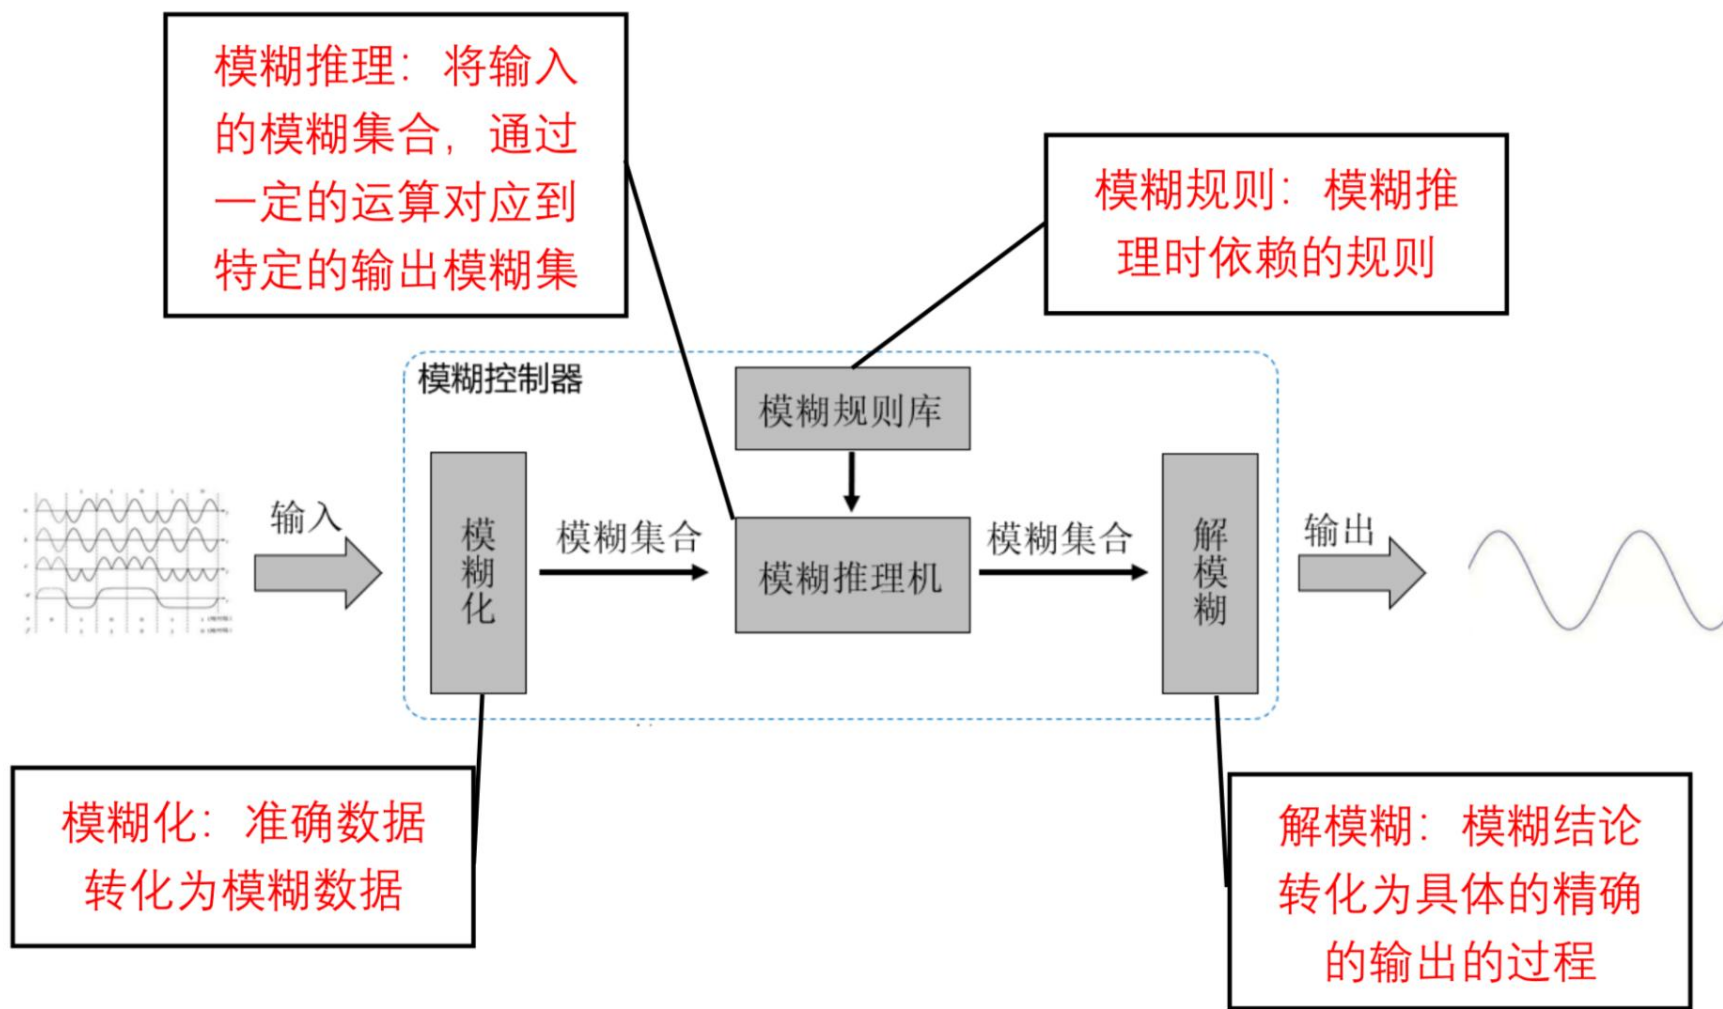 模糊推理：将输入
的模糊集合，通过
一定的运算对应到
特定的输出模糊集
模糊规则：模糊推
理时依赖的规则
模糊控制器
模糊规则库
输入
模糊化
模糊集合
模糊推理机
模糊集合
解模糊
输出
模糊化：准确数据
转化为模糊数据
解模糊：模糊结论
转化为具体的精确
的输出的过程